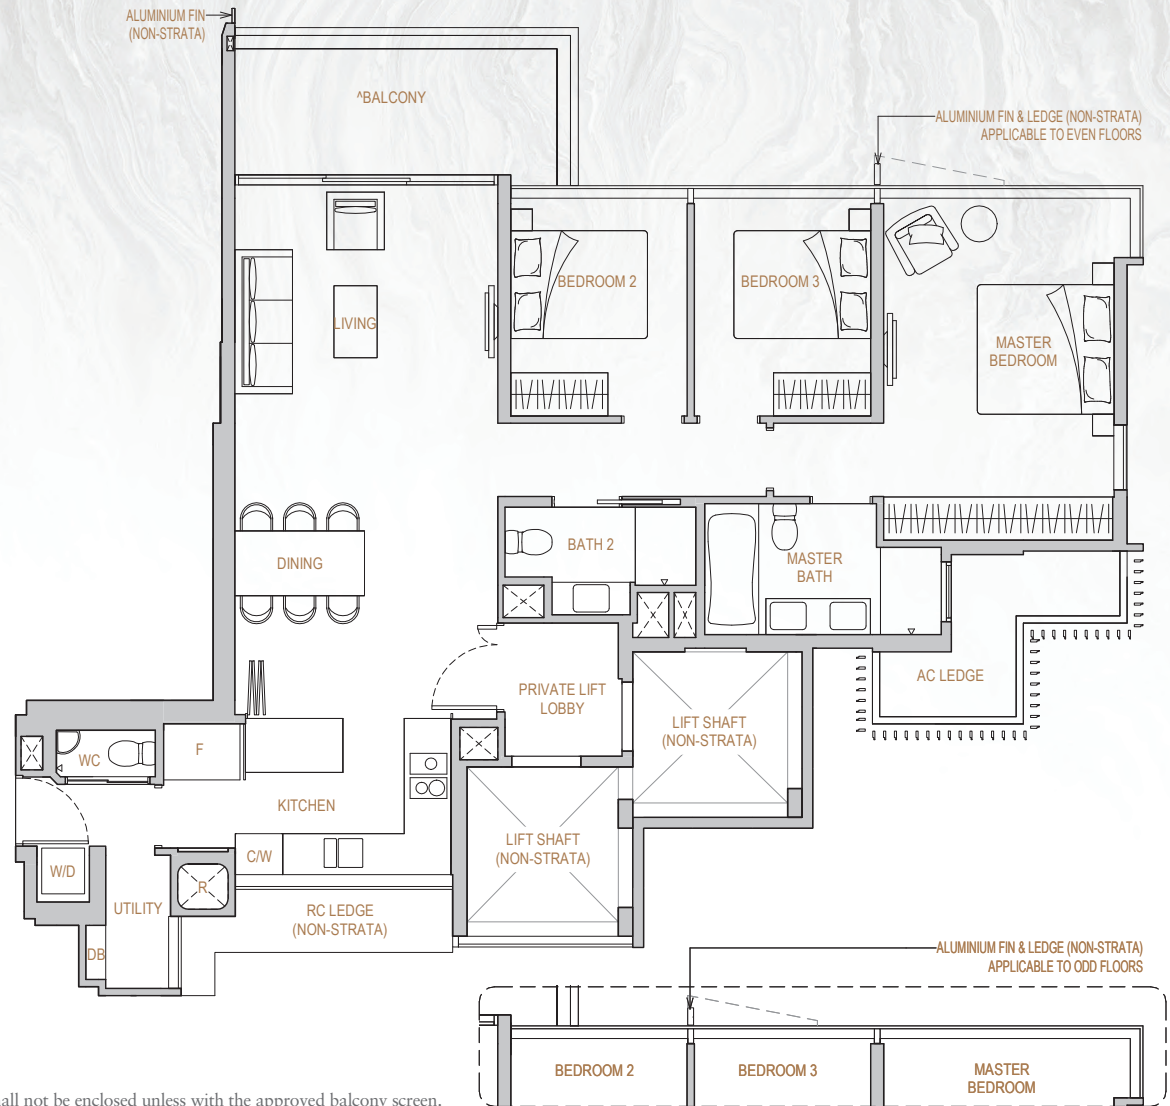 ALUMINIUM FIN
(NON-STRATA)
^BALCONY
ALUMINIUM FIN & LEDGE (NON-STRATA)
APPLICABLE TO EVEN FLOORS
BEDROOM 2
BEDROOM 3
LIVING
MASTER
BEDROOM
DINING
BATH 2
MASTER
BATH
AC LEDGE
PRIVATE LIFT
LOBBY
LIFT SHAFT
(NON-STRATA)
WC
F
KITCHEN
LIFT SHAFT
(NON-STRATA)
C/W
W/D
R
UTILITY
RC LEDGE
(NON-STRATA)
DB
ALUMINIUM FIN & LEDGE (NON-STRATA)
APPLICABLE TO ODD FLOORS
BEDROOM 2
BEDROOM 3
MASTER
BEDROOM
not be enclosed unless with the approved balcony screen.